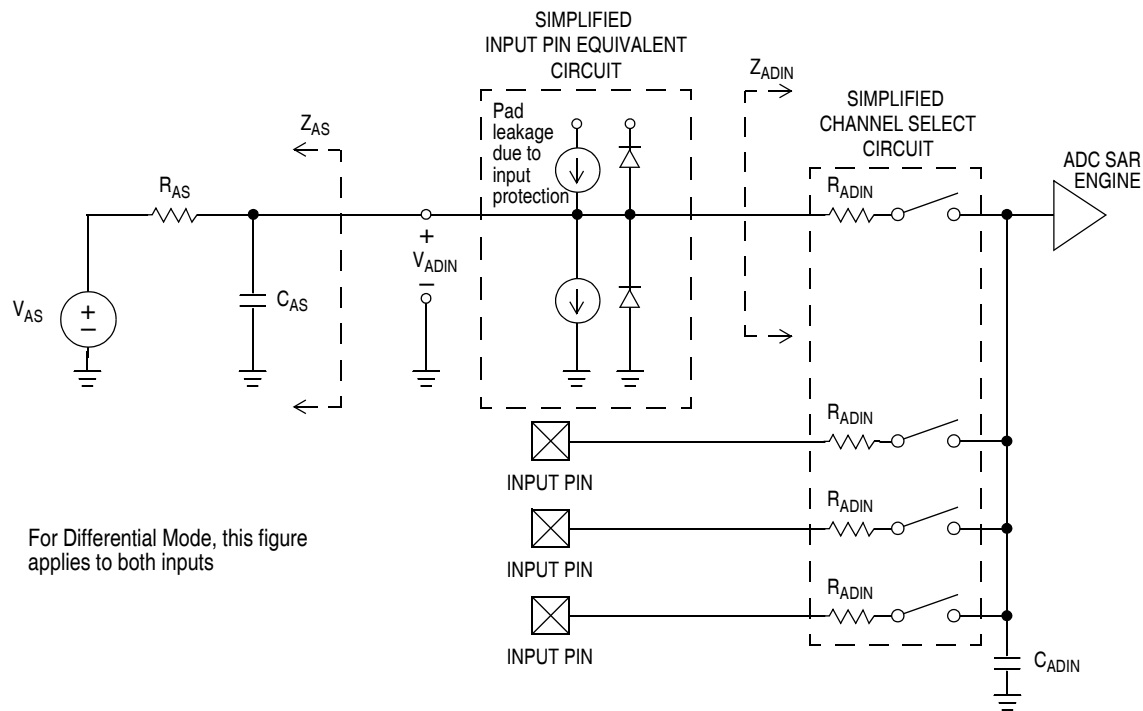 SIMPLIFIED
INPUT PIN EQUIVALENT
CIRCUIT
ZADIN
SIMPLIFIED
CHANNEL SELECT
CIRCUIT
Pad
leakage
due to
input
protection
ZAS
ADC SAR
ENGINE
RAS
RADIN
+
VADIN
−
CAS
VAS
+
−
RADIN
INPUT PIN
RADIN
INPUT PIN
RADIN
INPUT PIN
CADIN
For Differential Mode, this figure
applies to both inputs